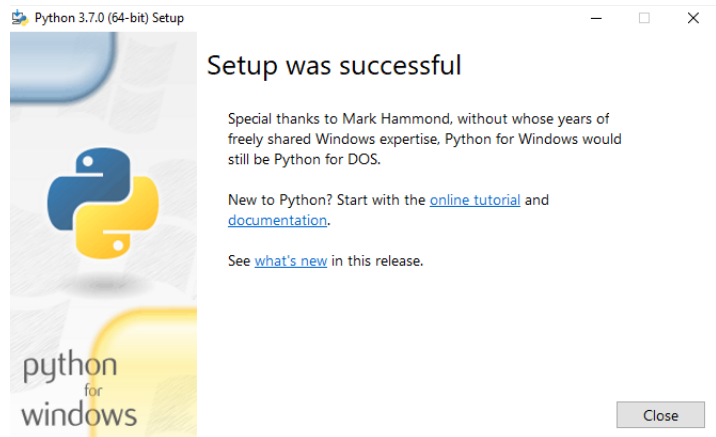 Python 3.7.0 (64-bit) Setup
Setup was successful
Special thanks to Mark Hammond, without whose years of
freely shared Windows expertise, Python for Windows would
still be Python for DOS.
New to Python? Start with the online tutorial and
documentation.
See what's new in this release.
python
for
windows
Close